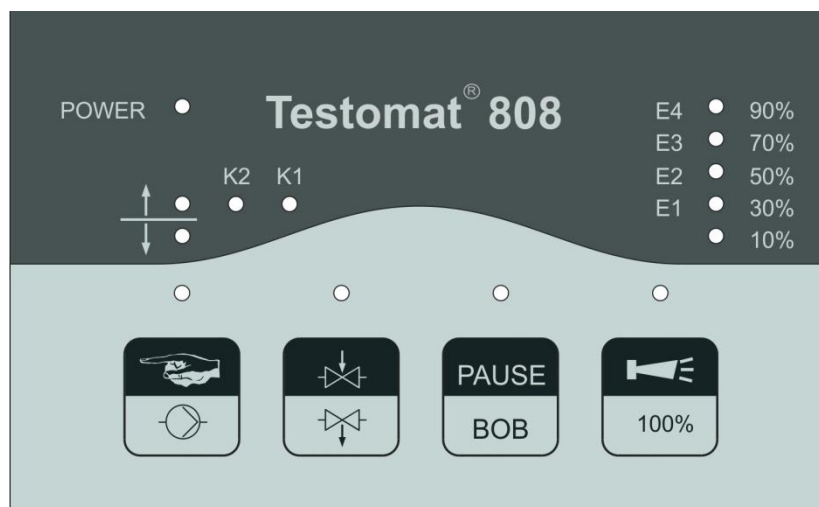 POWER Testomat® 808 E4 90%
E3 70%
K2 K1 E2 50%
E1 30%
10%
PAUSE
BOB 100%